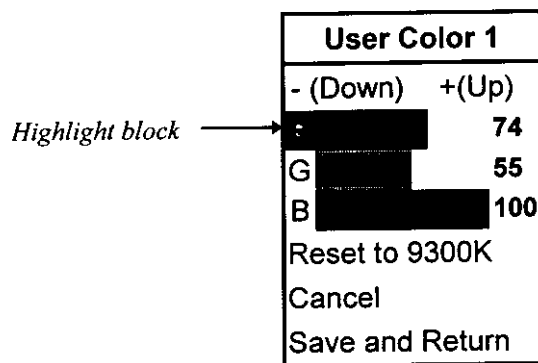 User Color 1
- (Down) +(Up)
Highlight block
74
G 55
B 100
Reset to 9300K
Cancel
Save and Return